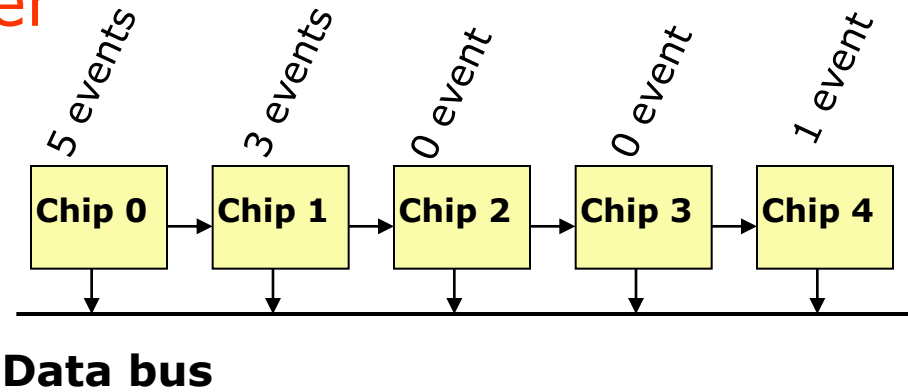 er
5 events
3 events
0 event
0 event
1 event
Chip 0
Chip 1
Chip 2
Chip 3
Chip 4
Data bus